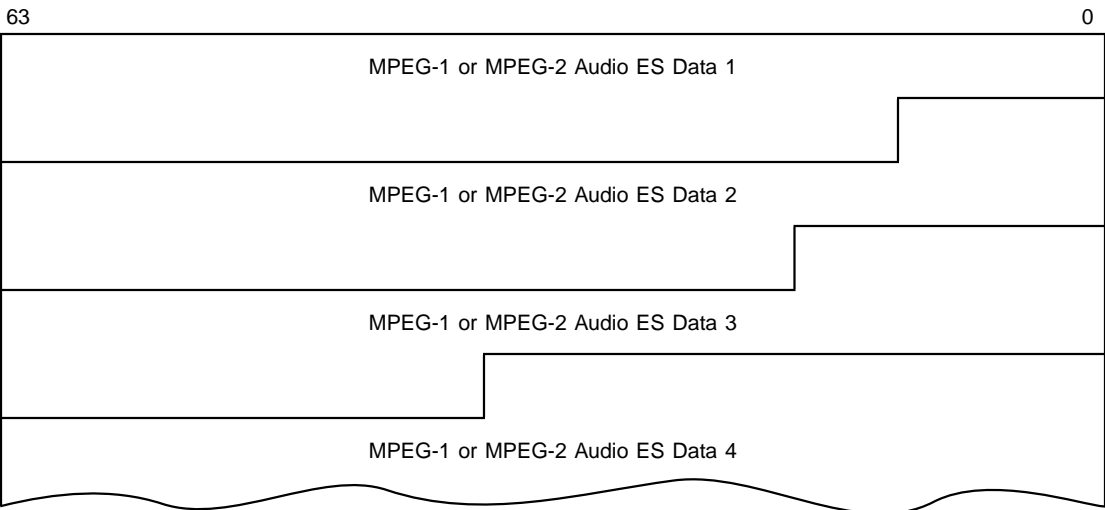 63 0
MPEG-1 or MPEG-2 Audio ES Data 1
MPEG-1 or MPEG-2 Audio ES Data 2
MPEG-1 or MPEG-2 Audio ES Data 3
MPEG-1 or MPEG-2 Audio ES Data 4